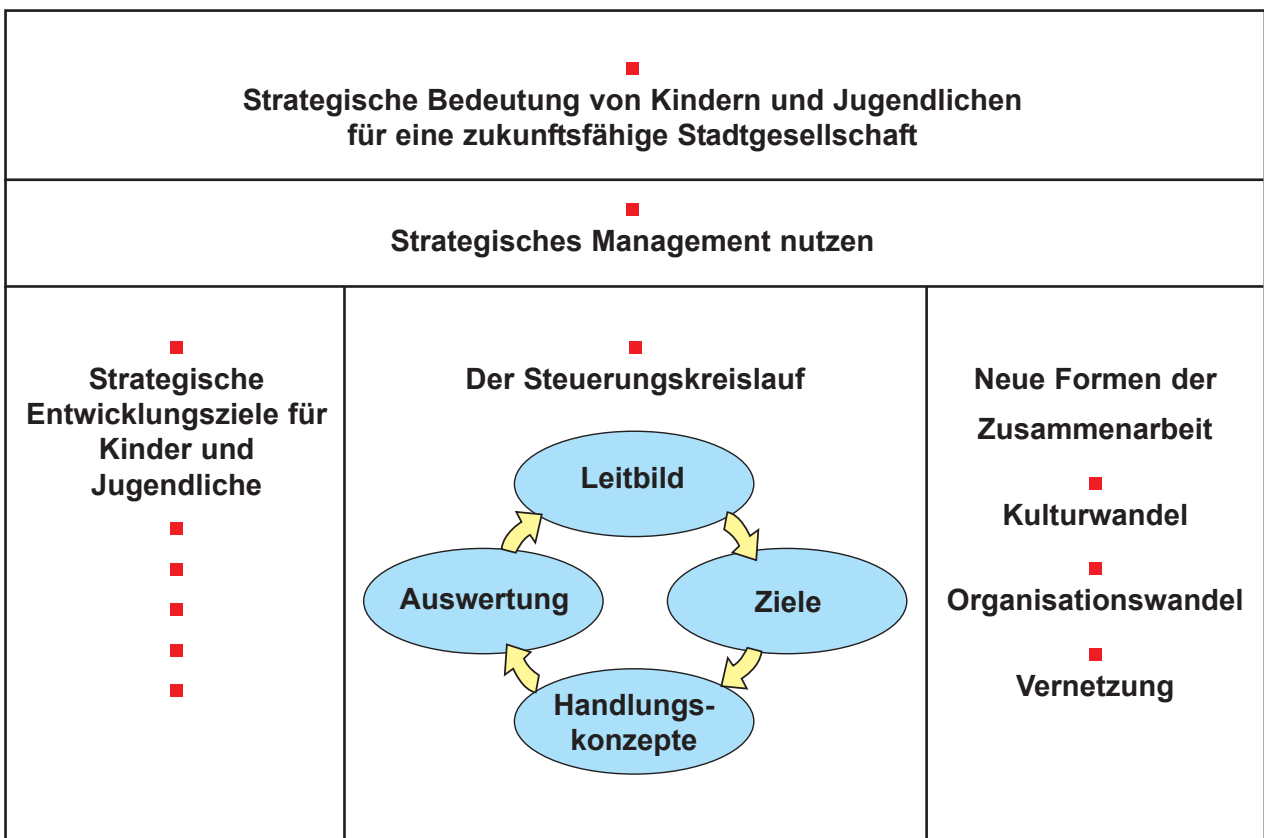 Strategische Bedeutung von Kindern und Jugendlichen
für eine zukunftsfähige Stadtgesellschaft
Strategisches Management nutzen
Strategische
Entwicklungsziele für
Kinder und
Jugendliche
Der Steuerungskreislauf
Leitbild
Auswertung
Ziele
Handlungs-
konzepte
Neue Formen der
Zusammenarbeit
Kulturwandel
Organisationswandel
Vernetzung